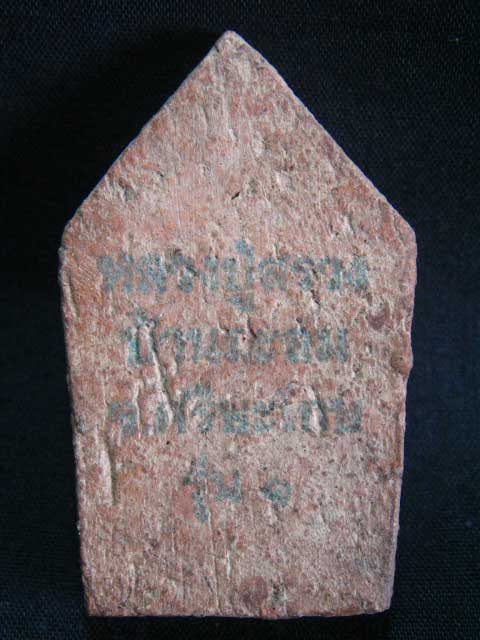 หลวงปู่สรวง
บ้านละลม
จ.ศรีสะเกษ
รุ่น ๑